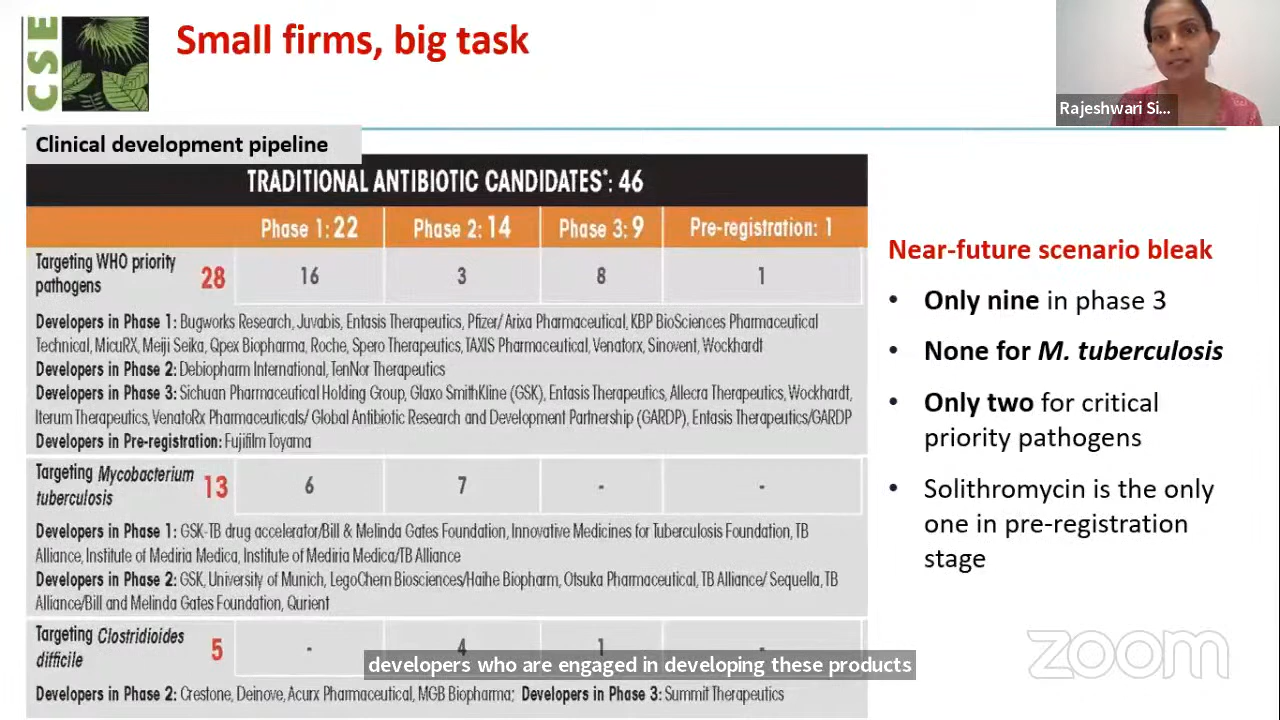 CSE
Small firms, big task
Rajeshwari Si...
Clinical development pipeline
TRADITIONAL ANTIBIOTIC CANDIDATES*: 46
Phase 1: 22 Phase 2: 14 Phase 3: 9 Pre-registration: 1
Targeting WHO priority
pathogens 28 16 3 8 1
Developers in Phase 1: Bugworks Research, Juvabis, Entasis Therapeutics, Pfizer/ Arixa Pharmaceutical, KBP BioSciences Pharmaceutical
Technical, MicuRX, Meiji Seika, Qpex Biopharma, Roche, Spero Therapeutics, TAXIS Pharmaceutical, Venatorx, Sinovent, Wockhardt
Developers in Phase 2: Debiopharm International, TenNor Therapeutics
Developers in Phase 3: Sichuan Pharmaceutical Holding Group, Glaxo SmithKline (GSK), Entasis Therapeutics, Allecra Therapeutics, Wockhardt,
Iterum Therapeutics, VenatoRx Pharmaceuticals/ Global Antibiotic Research and Development Partnership (GARDP), Entasis Therapeutics/GARDP
Developers in Pre-registration: Fujifilm Toyama
Targeting Mycobacterium
tuberculosis 13 6 7 - -
Developers in Phase 1: GSK-TB drug accelerator/Bill & Melinda Gates Foundation, Innovative Medicines for Tuberculosis Foundation, TB
Alliance, Institute of Mediria Medica, Institute of Mediria Medica/TB Alliance
Developers in Phase 2: GSK, University of Munich, LegoChem Biosciences/Haihe Biopharm, Otsuka Pharmaceutical, TB Alliance/ Sequella, TB
Alliance/Bill and Melinda Gates Foundation, Qurient
Targeting Clostridioides
difficile 5 - 4 1 -
developers who are engaged in developing these products
Developers in Phase 2: Crestone, Deinove, Acurx Pharmaceutical, MGB Biopharma; Developers in Phase 3: Summit Therapeutics
Near-future scenario bleak
• Only nine in phase 3
• None for M. tuberculosis
• Only two for critical
priority pathogens
• Solithromycin is the only
one in pre-registration
stage
zoom